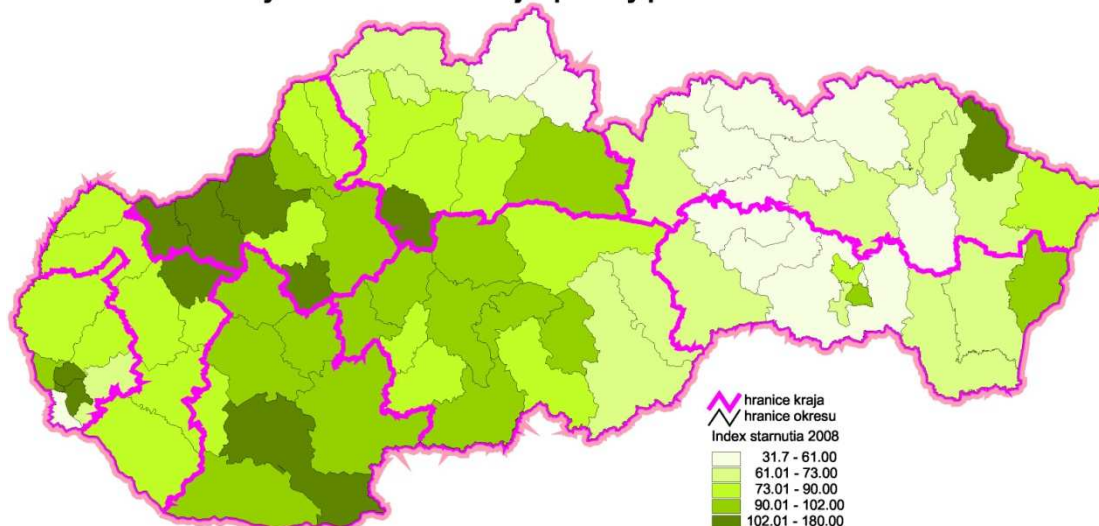 hranice kraja
hranice okresu
Index starnutia 2008
31.7 - 61.00
61.01 - 73.00
73.01 - 90.00
90.01 - 102.00
102.01 - 180.00